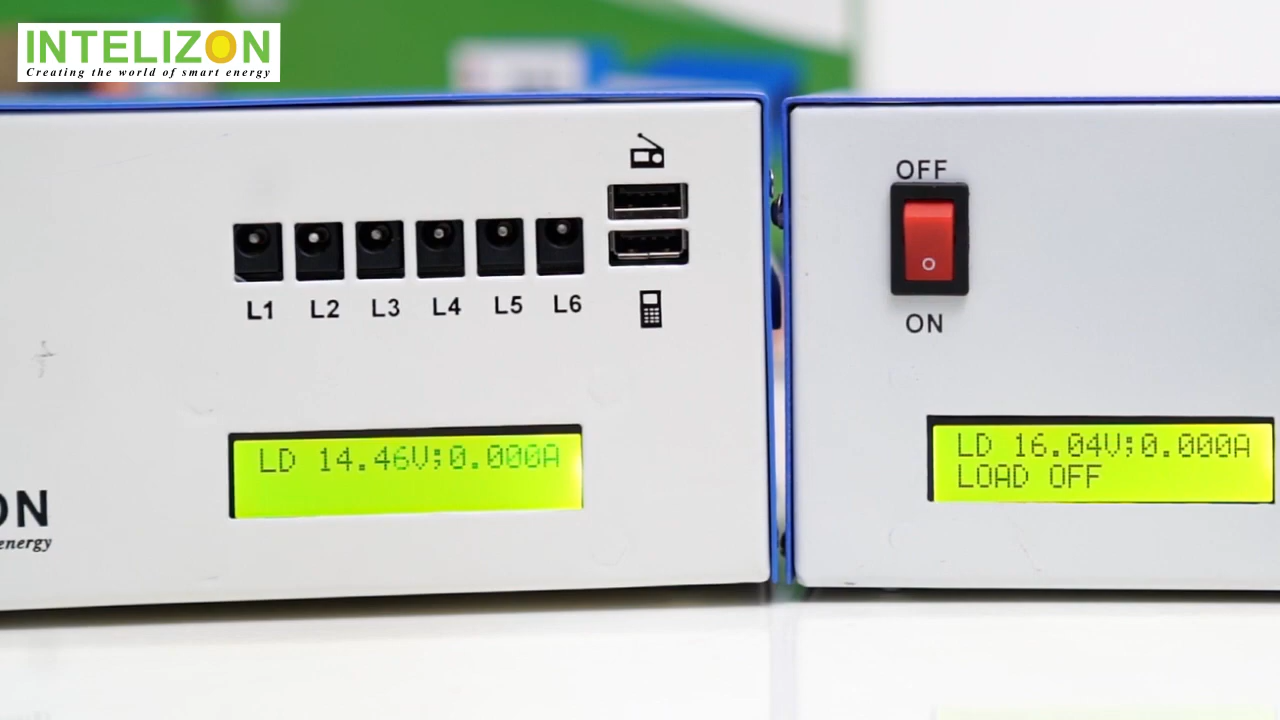 INTELIZON
Creating the world of smart energy
L1 L2 L3 L4 L5 L6
LD 14.46V;0.000A
ON
energy
OFF
O
ON
LD 16.04V;0.000A
LOAD OFF